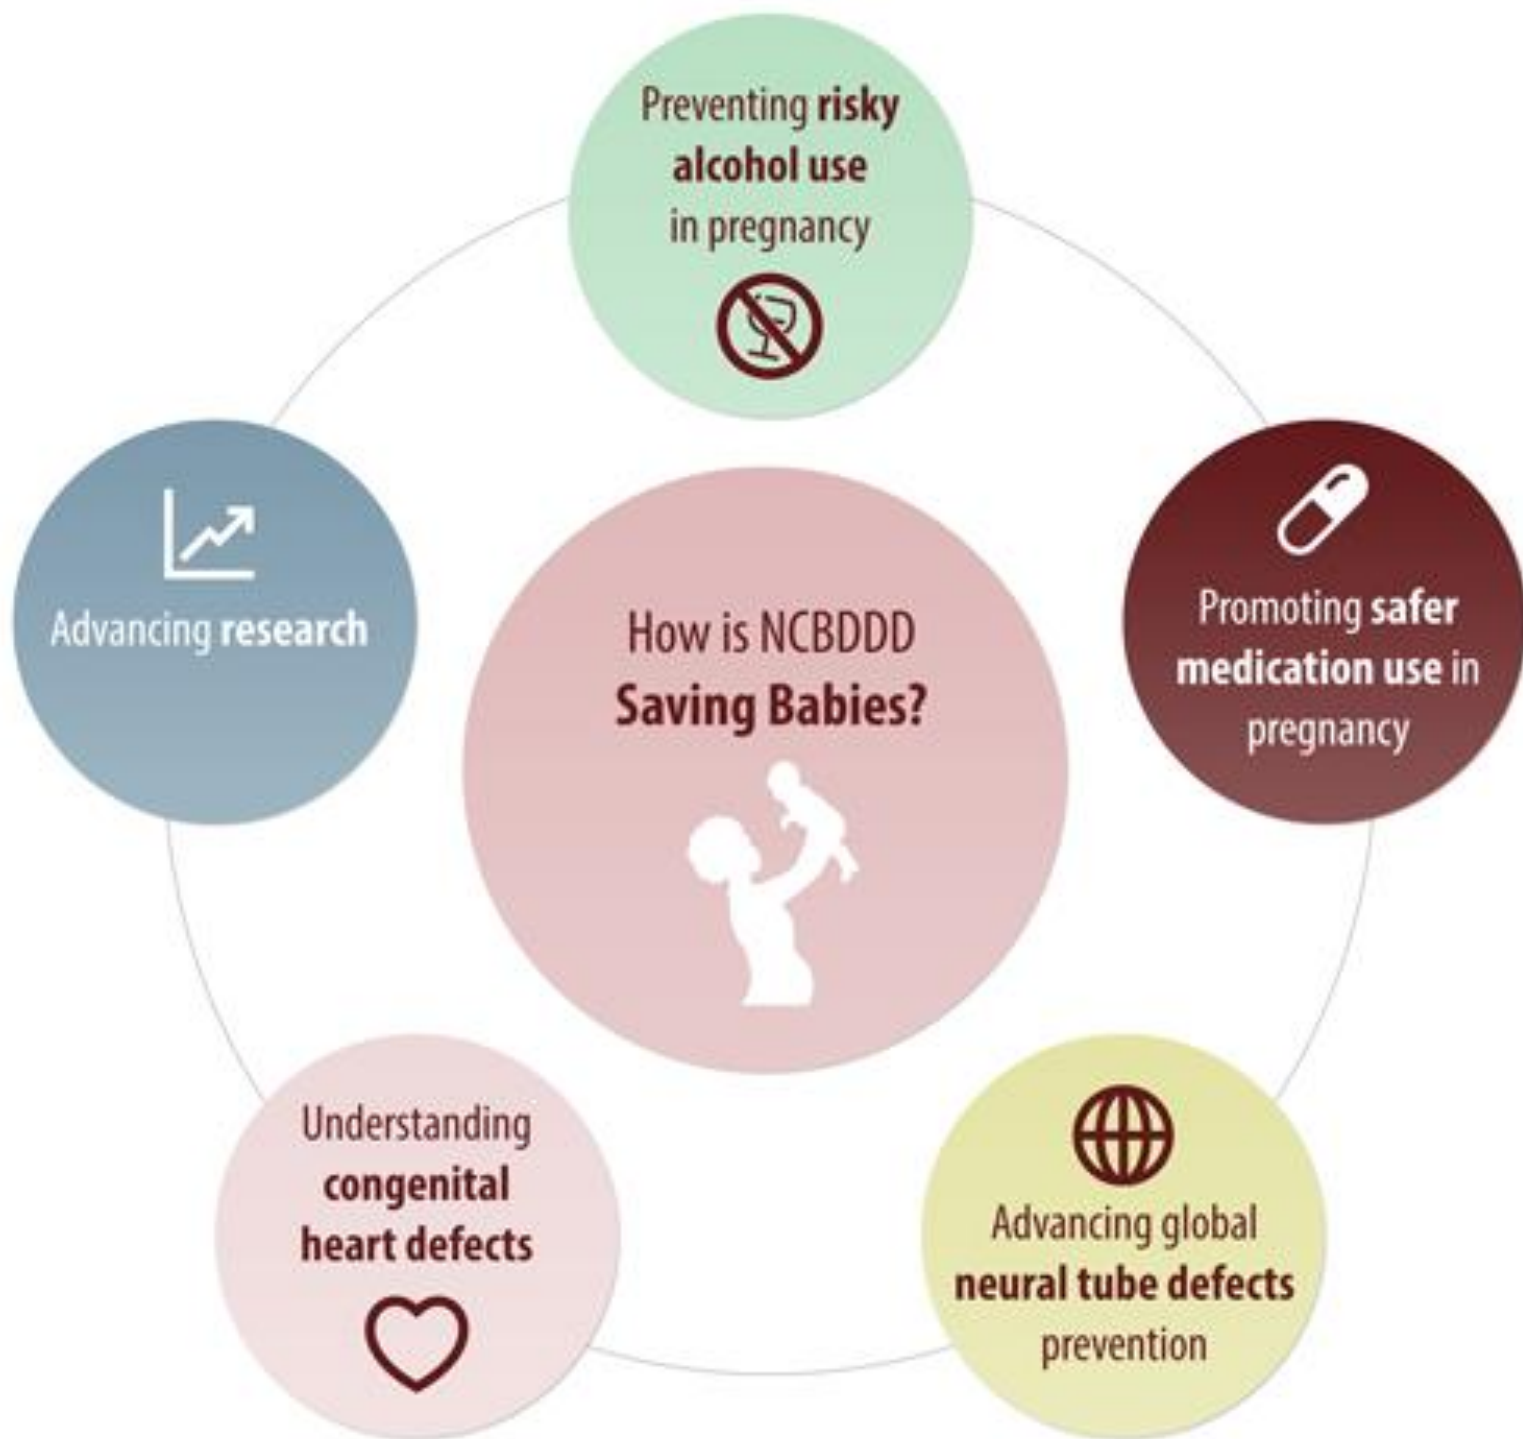 Preventing risky
alcohol use
in pregnancy
Advancing research
How is NCBDDD
Saving Babies?
Promoting safer
medication use in
pregnancy
Understanding
congenital
heart defects
Advancing global
neural tube defects
prevention